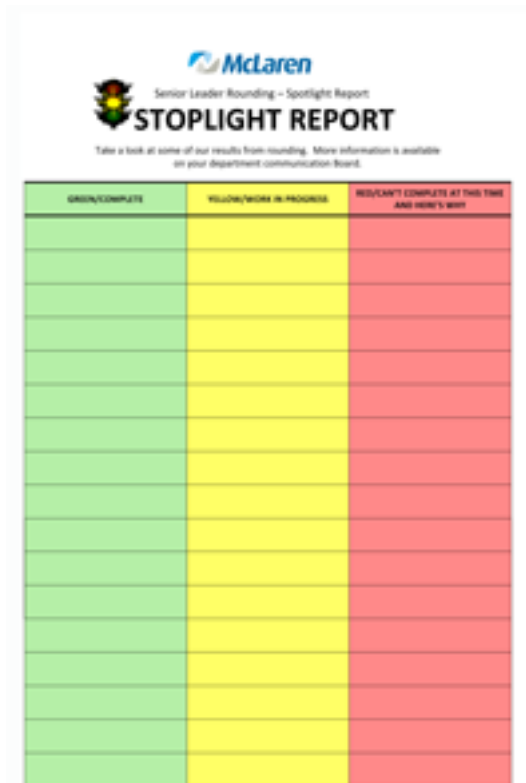 McLaren
Senior Leader Rounding – Spotlight Report
STOPLIGHT REPORT
Take a look at some of our results from rounding. More information is available
on your department communication Board.
GREEN/COMPLETE
YELLOW/WORK IN PROGRESS
RED/CAN'T COMPLETE AT THIS TIME
AND HERE'S WHY